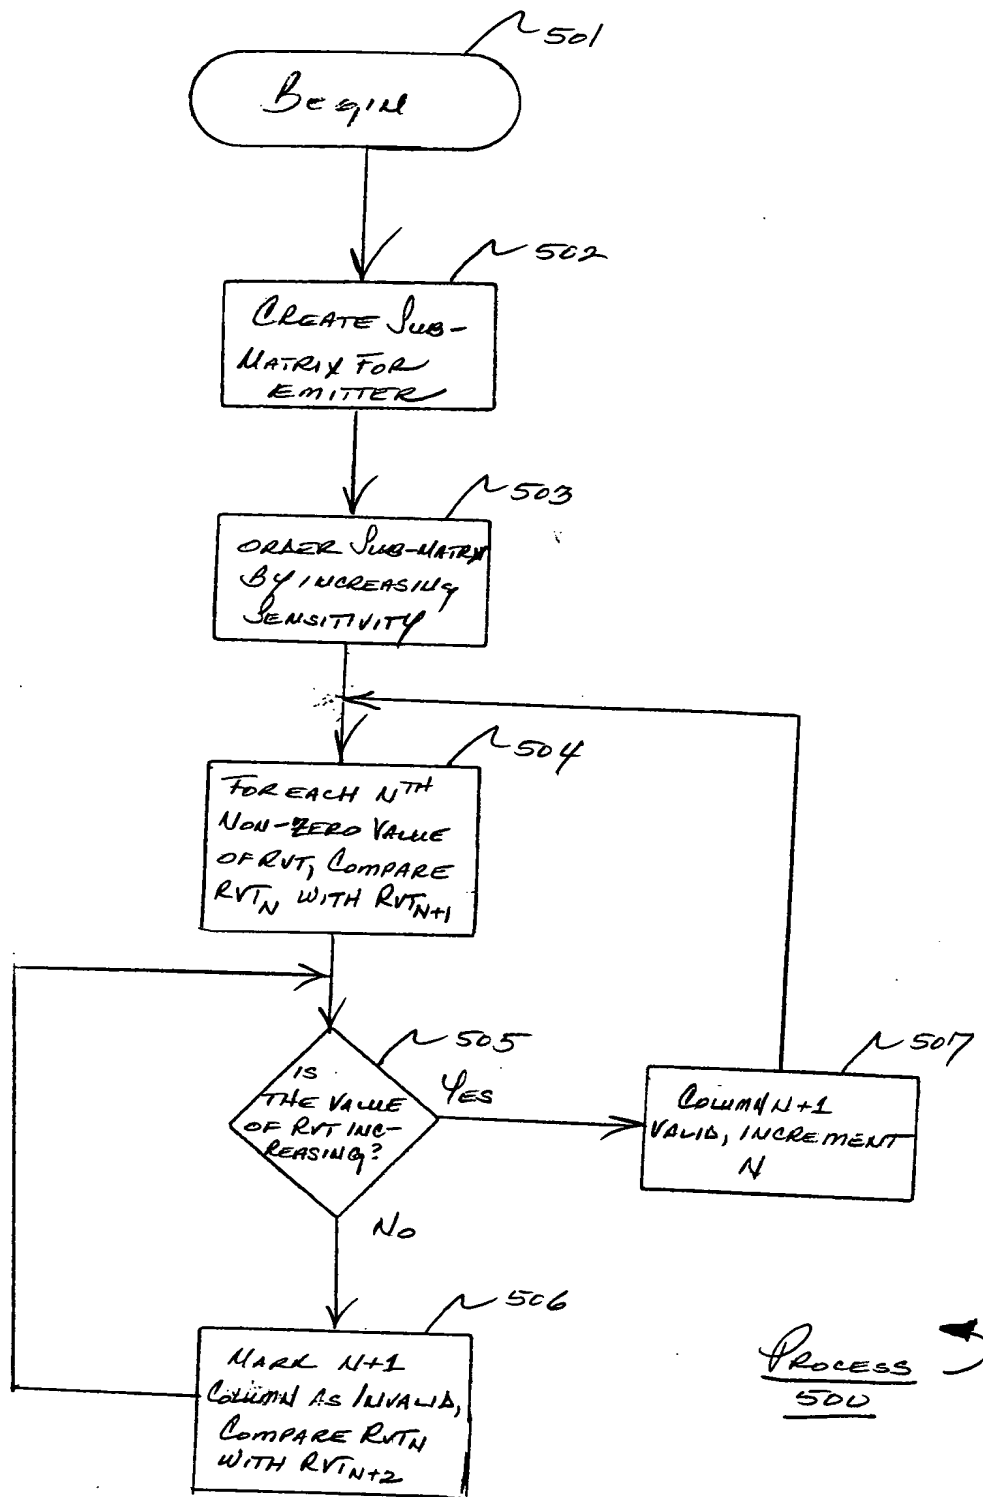 501
Begin
502
CREATE SUB-
MATRIX FOR
EMITTER
503
ORDER SUB-MATRIX
BY INCREASING
SENSITIVITY
504
FOR EACH NTH
NON-ZERO VALUE
OF RVT, COMPARE
RVTN WITH RVTN+1
505
IS
THE VALUE
OF RVT INC-
REASING?
YES
507
COLUMN N+1
VALID, INCREMENT
N
NO
506
MARK N+1
COLUMN AS INVALID,
COMPARE RVTN
WITH RVTN+2
PROCESS
500